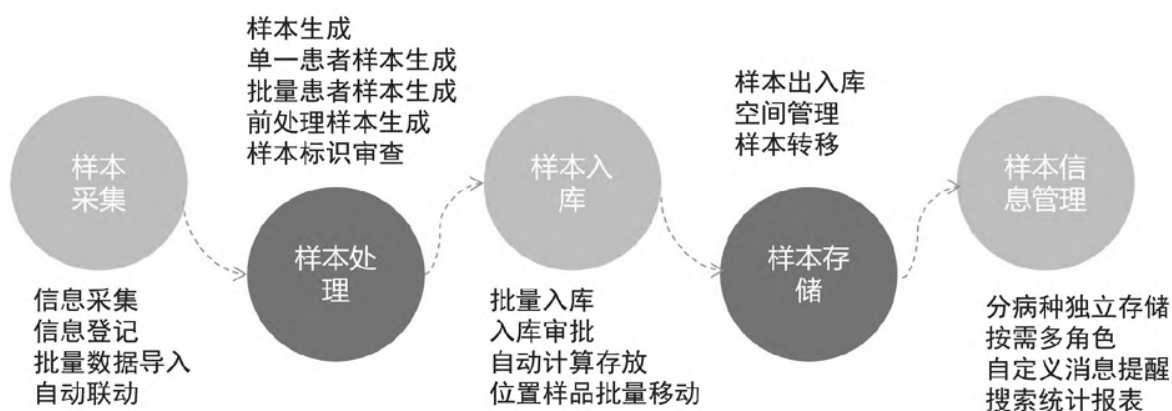 样本
采集
信息采集
信息登记
批量数据导入
自动联动
样本生成
单一患者样本生成
批量患者样本生成
前处理样本生成
样本标识审查
样本处
理
样本入
库
批量入库
入库审批
自动计算存放
位置样品批量移动
样本出入库
空间管理
样本转移
样本存
储
样本信
息管理
分病种独立存储
按需多角色
自定义消息提醒
搜索统计报表